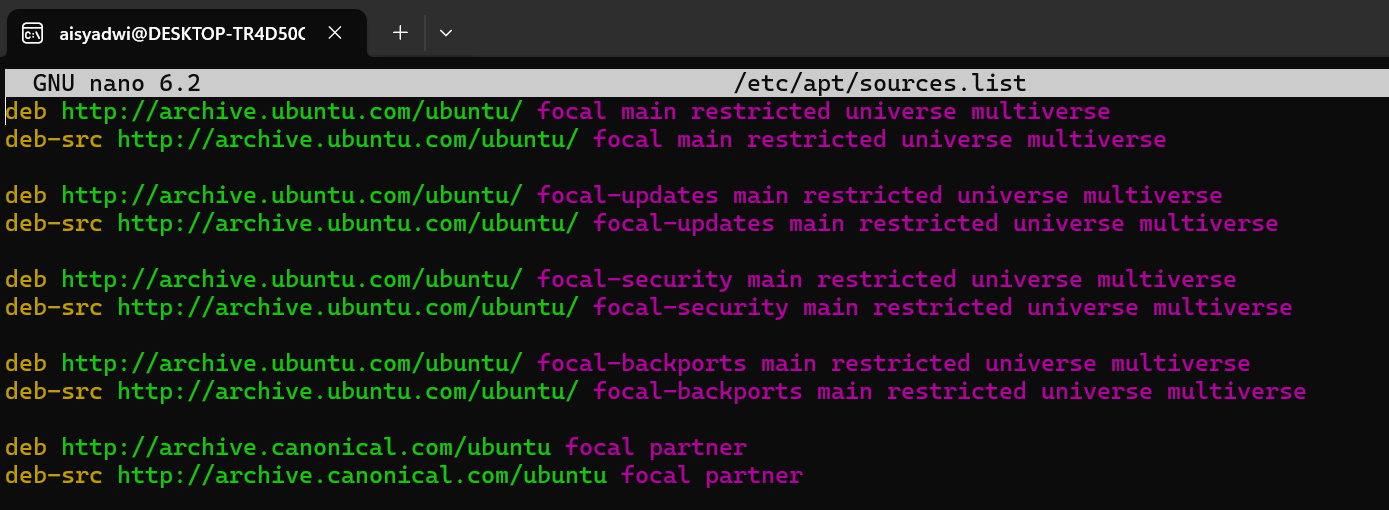 aisyadwi@DESKTOP-TR4D50C
GNU nano 6.2 /etc/apt/sources.list
deb http://archive.ubuntu.com/ubuntu/ focal main restricted universe multiverse
deb-src http://archive.ubuntu.com/ubuntu/ focal main restricted universe multiverse
deb http://archive.ubuntu.com/ubuntu/ focal-updates main restricted universe multiverse
deb-src http://archive.ubuntu.com/ubuntu/ focal-updates main restricted universe multiverse
deb http://archive.ubuntu.com/ubuntu/ focal-security main restricted universe multiverse
deb-src http://archive.ubuntu.com/ubuntu/ focal-security main restricted universe multiverse
deb http://archive.ubuntu.com/ubuntu/ focal-backports main restricted universe multiverse
deb-src http://archive.ubuntu.com/ubuntu/ focal-backports main restricted universe multiverse
deb http://archive.canonical.com/ubuntu focal partner
deb-src http://archive.canonical.com/ubuntu focal partner